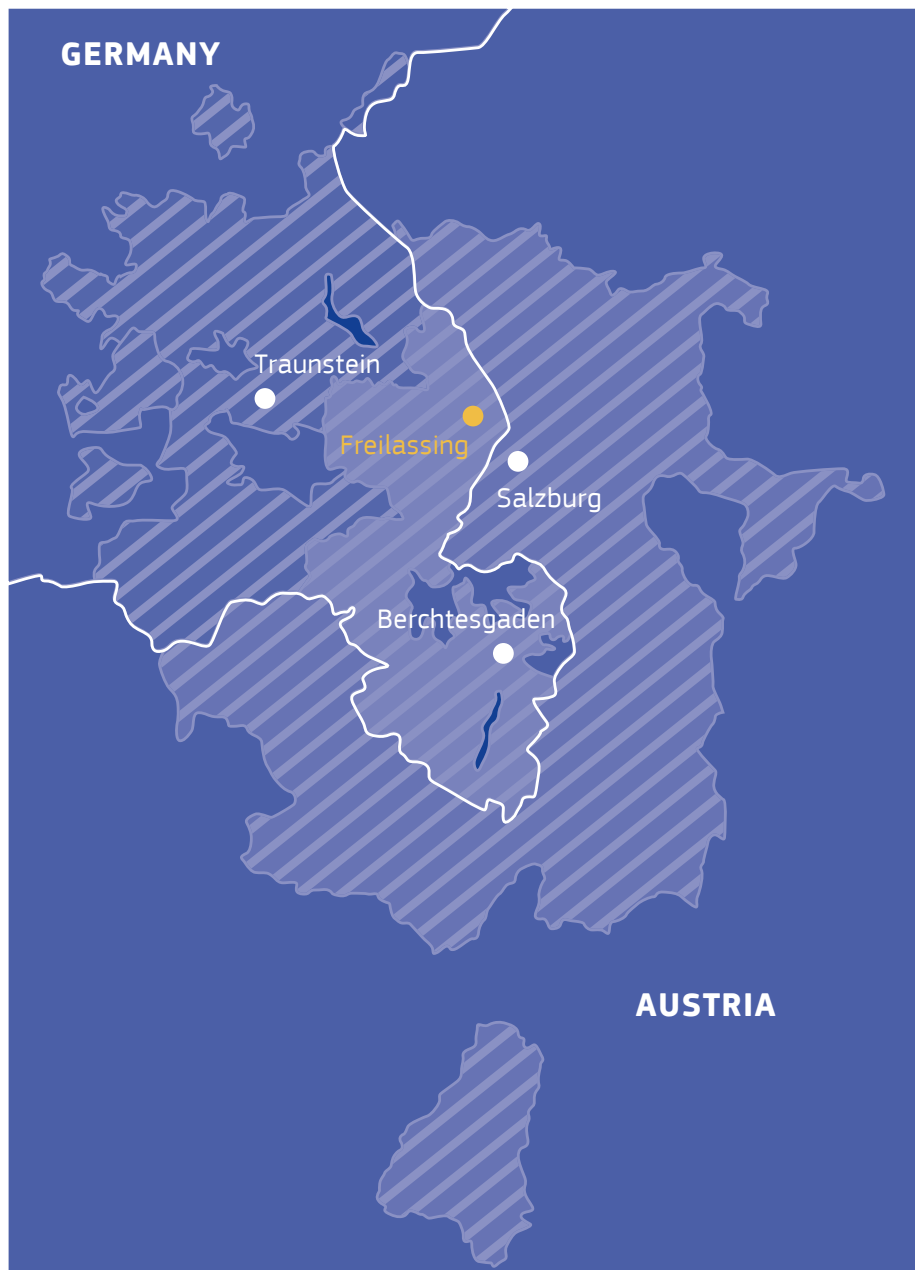 GERMANY
Traunstein
Freilassing
Salzburg
Berchtesgaden
AUSTRIA